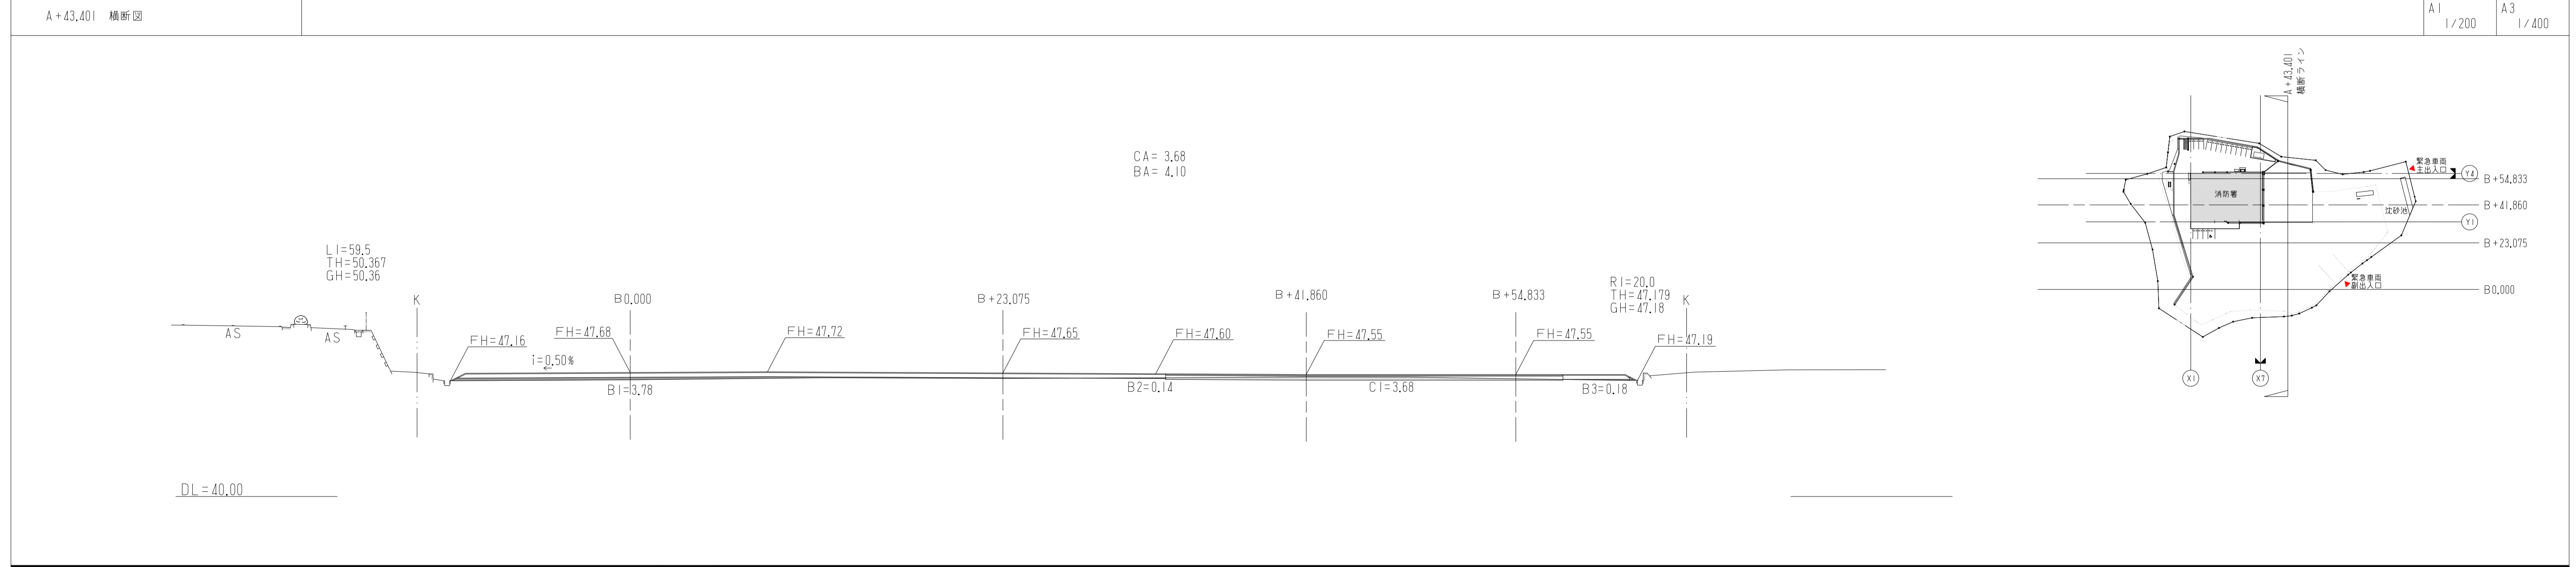 A+43.401 横断図
A1
1/200
A3
1/400
CA= 3.68
BA= 4.10
L1=59.5
TH=50.367
GH=50.36
K
B0.000
B+23.075
B+41.860
B+54.833
R1=20.0
TH=47.179
GH=47.18
K
AS
AS
FH=47.16
FH=47.68
FH=47.72
FH=47.65
FH=47.60
FH=47.55
FH=47.55
FH=47.19
i=0.50%
B1=3.78
B2=0.14
C1=3.68
B3=0.18
DL=40.00
A+43.401
横断ライン
緊急車両
主出入口
Y4
B+54.833
消防署
沈砂池
B+41.860
Y1
B+23.075
緊急車両
副出入口
B0.000
X1
X7